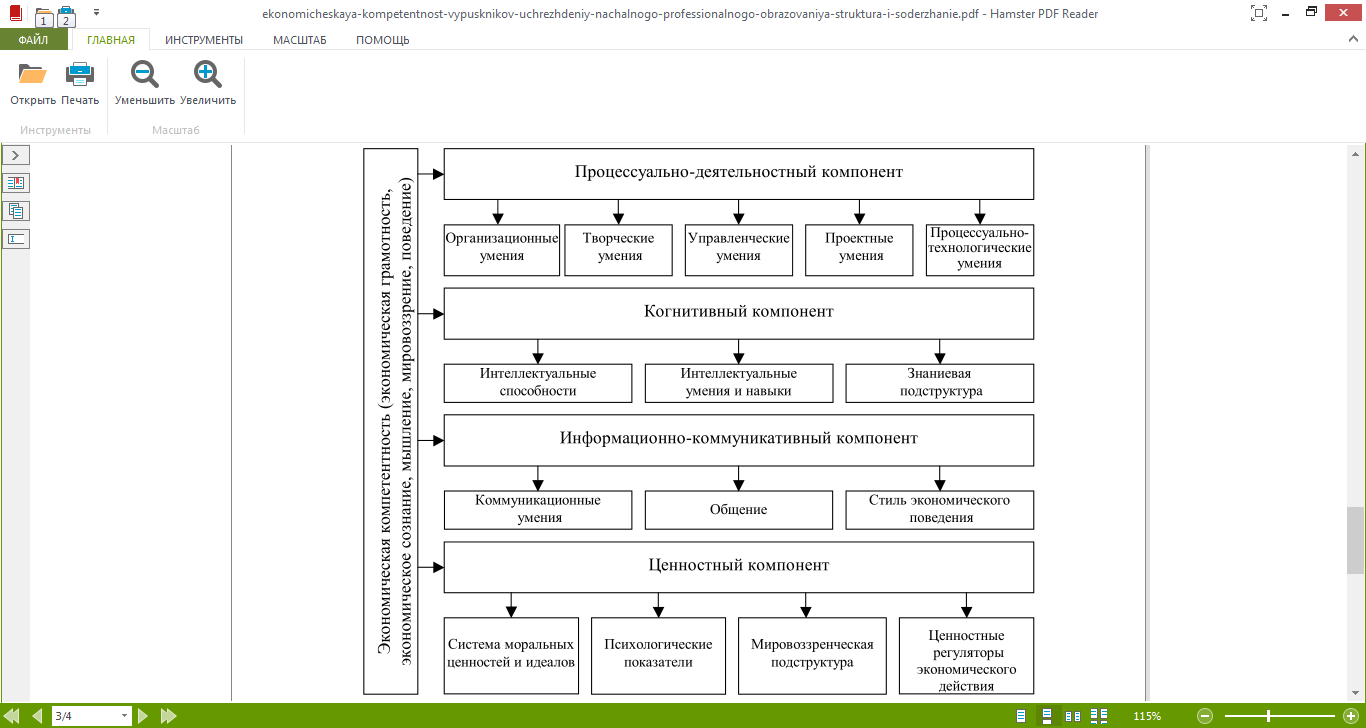 ekonomicheskaya-kompetentnost-vypusknikov-uchrezhdeniy-nachalnogo-professionalnogo-obrazovaniya-struktura-i-soderzhanie.pdf - Hamster PDF Reader
1
2
ФАЙЛ
ГЛАВНАЯ
ИНСТРУМЕНТЫ
МАСШТАБ
ПОМОЩЬ
Открыть
Печать
Уменьшить
Увеличить
Инструменты
Масштаб
Экономическая компетентность (экономическая грамотность,
экономическое сознание, мышление, мировоззрение, поведение)
Процессуально-деятельностный компонент
Организационные
умения
Творческие
умения
Управленческие
умения
Проектные
умения
Процессуально-
технологические
умения
Когнитивный компонент
Интеллектуальные
способности
Интеллектуальные
умения и навыки
Знаниевая
подструктура
Информационно-коммуникативный компонент
Коммуникационные
умения
Общение
Стиль экономического
поведения
Ценностный компонент
Система моральных
ценностей и идеалов
Психологические
показатели
Мировоззренческая
подструктура
Ценностные
регуляторы
экономического
действия
3/4
115%